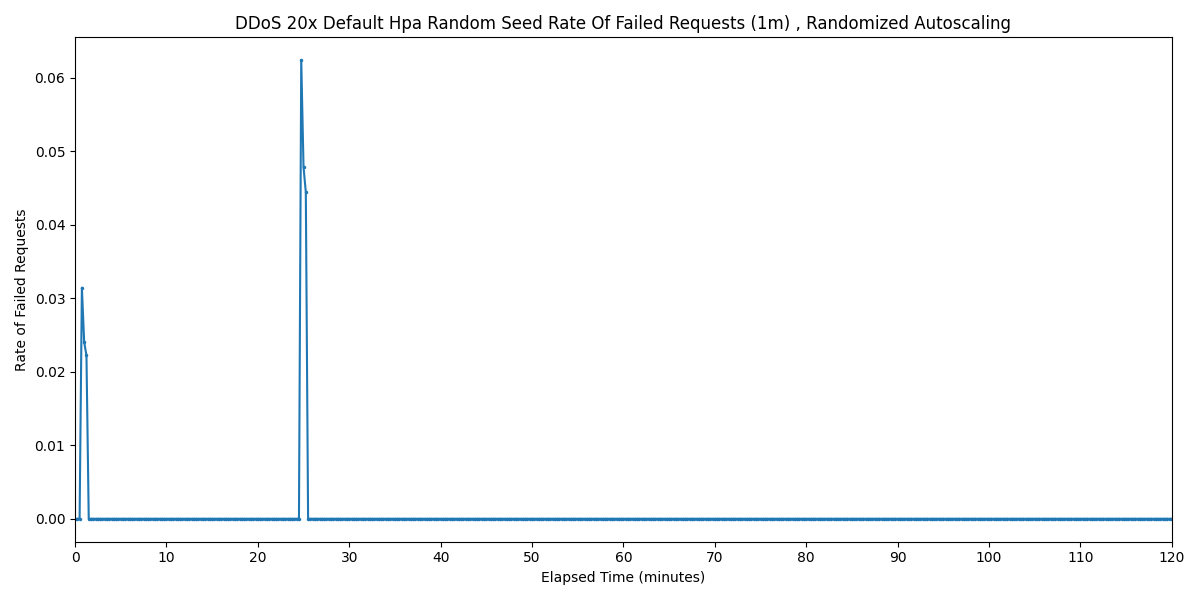 DDoS 20x Default Hpa Random Seed Rate Of Failed Requests (1m) , Randomized Autoscaling
0.06
0.05
0.04
0.03
0.02
0.01
0.00
Rate of Failed Requests
0 10 20 30 40 50 60 70 80 90 100 110 120
Elapsed Time (minutes)